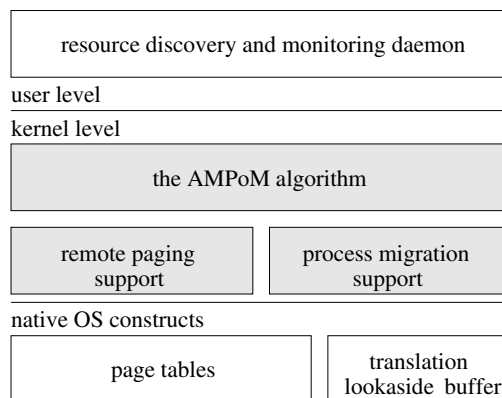 resource discovery and monitoring daemon
user level
kernel level
the AMPoM algorithm
remote paging
support
process migration
support
native OS constructs
page tables
translation
lookaside buffer